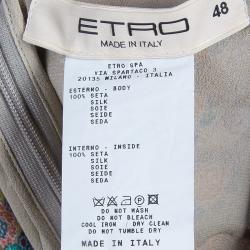 ETRO
MADE IN ITALY
48
ETRO SPA
VIA SPARTACO 3
20135 MILANO - ITALIA
ESTERNO - BODY
100% SETA
SILK
SOIE
SEIDE
SEDA
INTERNO - INSIDE
100% SETA
SILK
SOIE
SEIDE
SEDA
DO NOT WASH
DO NOT BLEACH
COOL IRON / DRY CLEAN
DO NOT TUMBLE DRY
MADE IN ITALY